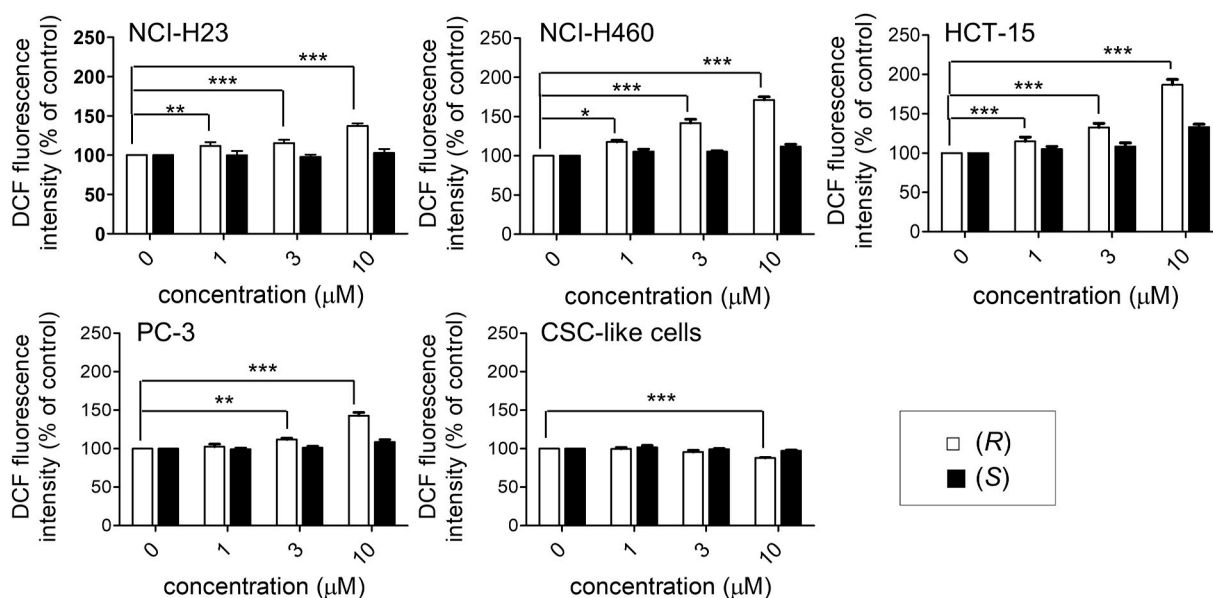 NCI-H23
DCF fluorescence
intensity (% of control)
250
200
150
100
50
0
***
***
**
0
1
3
10
concentration (μM)
NCI-H460
DCF fluorescence
intensity (% of control)
250
200
150
100
50
0
***
***
*
0
1
3
10
concentration (μM)
HCT-15
DCF fluorescence
intensity (% of control)
250
200
150
100
50
0
***
***
***
0
1
3
10
concentration (μM)
PC-3
DCF fluorescence
intensity (% of control)
250
200
150
100
50
0
***
**
0
1
3
10
concentration (μM)
CSC-like cells
DCF fluorescence
intensity (% of control)
250
200
150
100
50
0
***
0
1
3
10
concentration (μM)
(R)
(S)